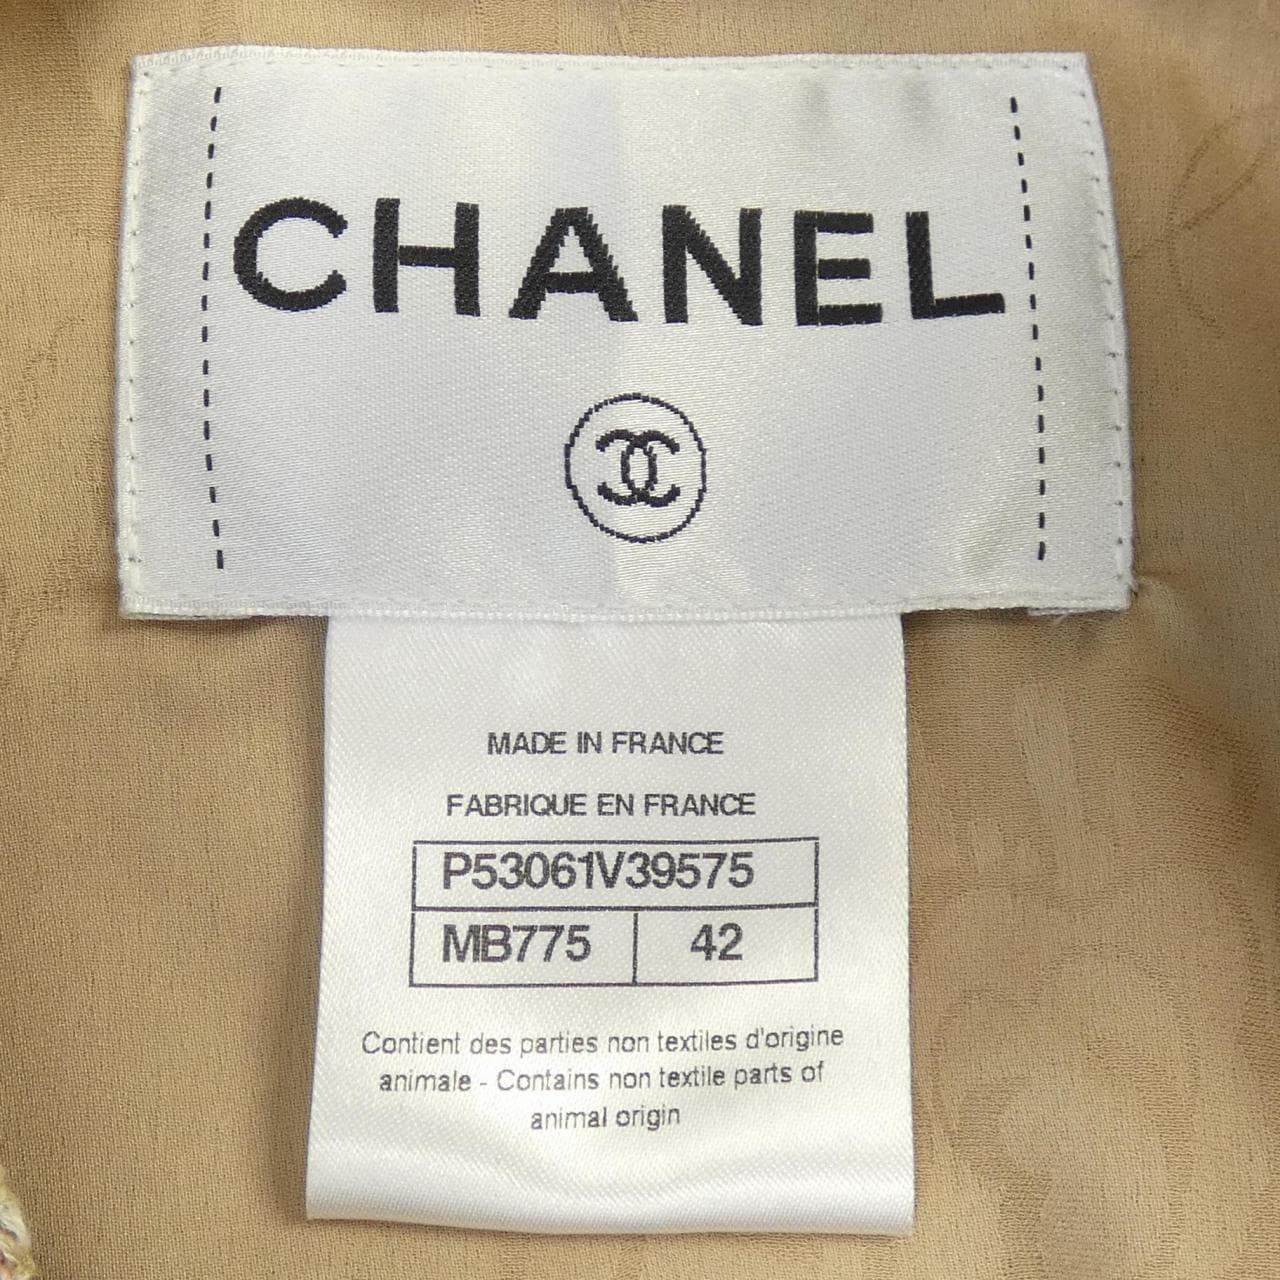 CHANEL
MADE IN FRANCE
FABRIQUE EN FRANCE
P53061V39575
MB775 42
Contient des parties non textiles d'origine
animale - Contains non textile parts of
animal origin